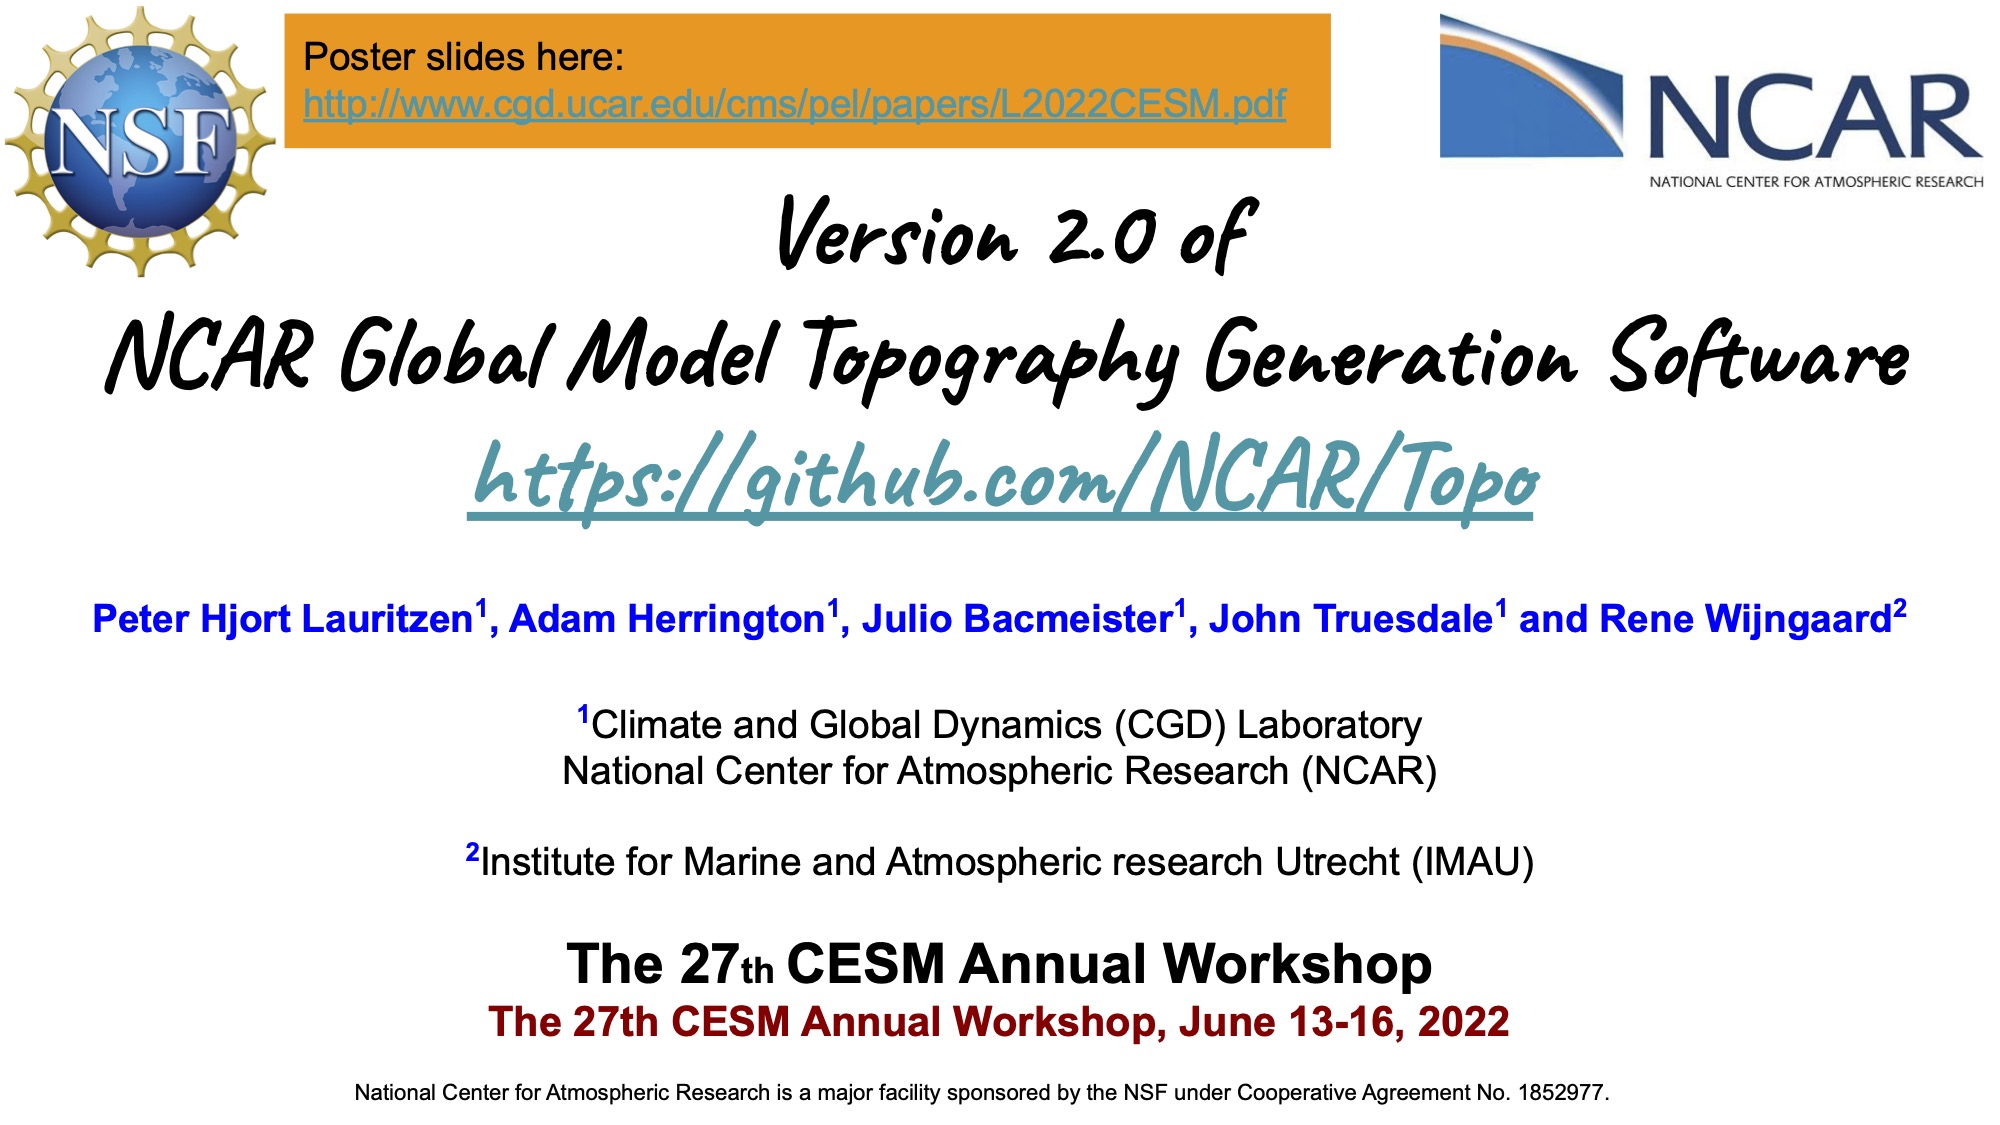 NSF
Poster slides here:
http://www.cgd.ucar.edu/cms/pel/papers/L2022CESM.pdf
NCAR
NATIONAL CENTER FOR ATMOSPHERIC RESEARCH
Version 2.0 of
NCAR Global Model Topography Generation Software
https://github.com/NCAR/Topo
Peter Hjort Lauritzen1, Adam Herrington1, Julio Bacmeister1, John Truesdale1 and Rene Wijngaard2
1Climate and Global Dynamics (CGD) Laboratory
National Center for Atmospheric Research (NCAR)
2Institute for Marine and Atmospheric research Utrecht (IMAU)
The 27th CESM Annual Workshop
The 27th CESM Annual Workshop, June 13-16, 2022
National Center for Atmospheric Research is a major facility sponsored by the NSF under Cooperative Agreement No. 1852977.